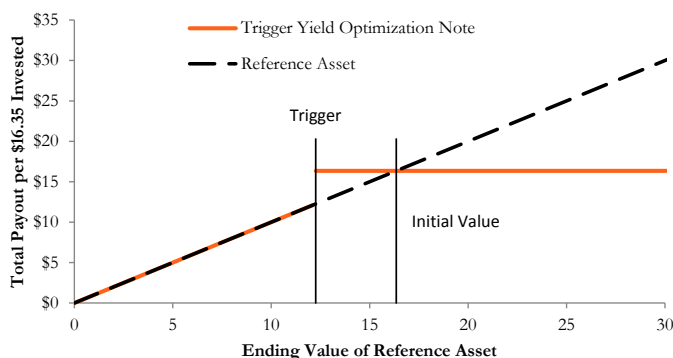 $35
$30
$25
$20
$15
$10
$5
$0
Total Payout per $16.35 Invested
Trigger Yield Optimization Note
Reference Asset
Trigger
Initial Value
0 5 10 15 20 25 30
Ending Value of Reference Asset